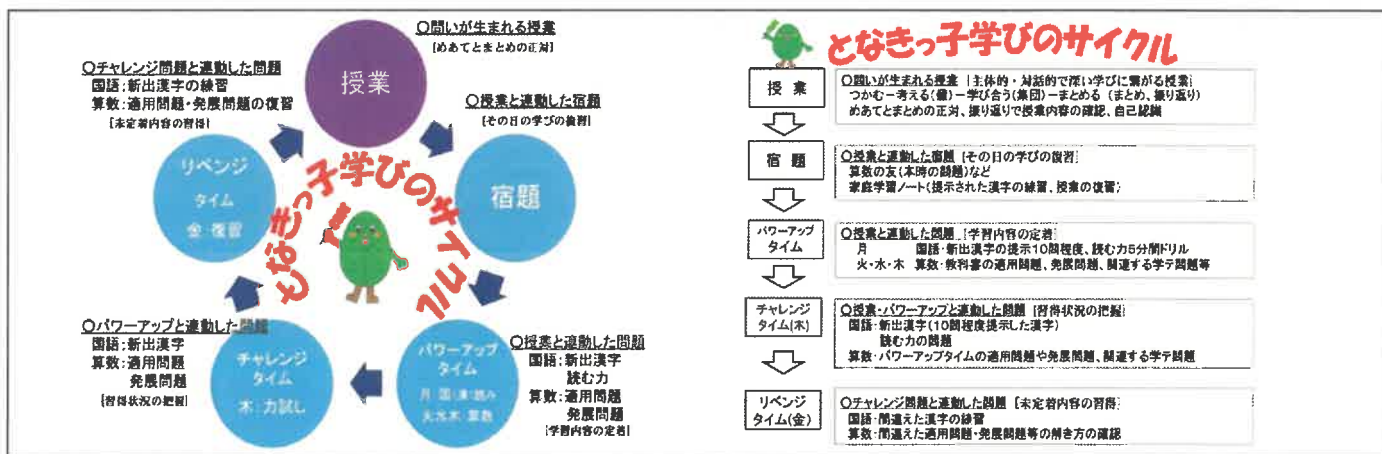 〇問いが生まれる授業
[めあてとまとめの正対]
授業
〇授業と連動した宿題
[その日の学びの復習]
宿題
〇授業と連動した問題
国語:新出漢字
読む力
算数:適用問題
発展問題
[学習内容の定着]
パワーアップ
タイム
月 国(漢・読み)
火水木 算数
〇パワーアップと連動した問題
国語:新出漢字
算数:適用問題
発展問題
[習得状況の把握]
チャレンジ
タイム
木:力試し
〇チャレンジ問題と連動した問題
国語:新出漢字の練習
算数:適用問題・発展問題の復習
[未定着内容の習得]
リベンジ
タイム
金:復習
となきっ子学びのサイクル
となきっ子学びのサイクル
授業
〇問いが生まれる授業 [主体的・対話的で深い学びに繋がる授業]
つかむ-考える(個)-学び合う(集団)-まとめる(まとめ、振り返り)
めあてとまとめの正対、振り返りで授業内容の確認、自己認識
宿題
〇授業と連動した宿題 [その日の学びの復習]
算数の友(本時の問題)など
家庭学習ノート(提示された漢字の練習、授業の復習)
パワーアップ
タイム
〇授業と連動した問題 [学習内容の定着]
月 国語・新出漢字の提示10問程度、読む力5分間ドリル
火・水・木 算数・教科書の適用問題、発展問題、関連する学テ問題等
チャレンジ
タイム(木)
〇授業・パワーアップと連動した問題 [習得状況の把握]
国語・新出漢字(10問程度提示した漢字)
読む力の問題
算数・パワーアップタイムの適用問題や発展問題、関連する学テ問題
リベンジ
タイム(金)
〇チャレンジ問題と連動した問題 [未定着内容の習得]
国語・間違えた漢字の練習
算数・間違えた適用問題・発展問題等の解き方の確認